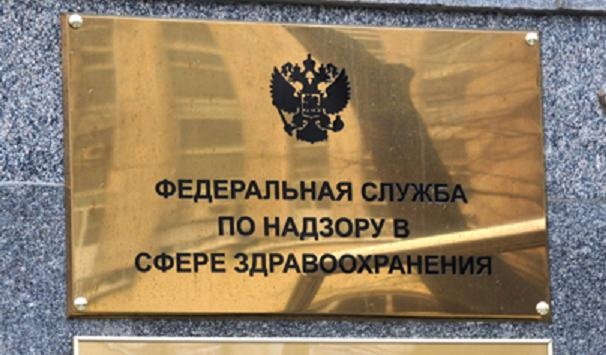 ФЕДЕРАЛЬНАЯ СЛУЖБА
ПО НАДЗОРУ В
СФЕРЕ ЗДРАВООХРАНЕНИЯ